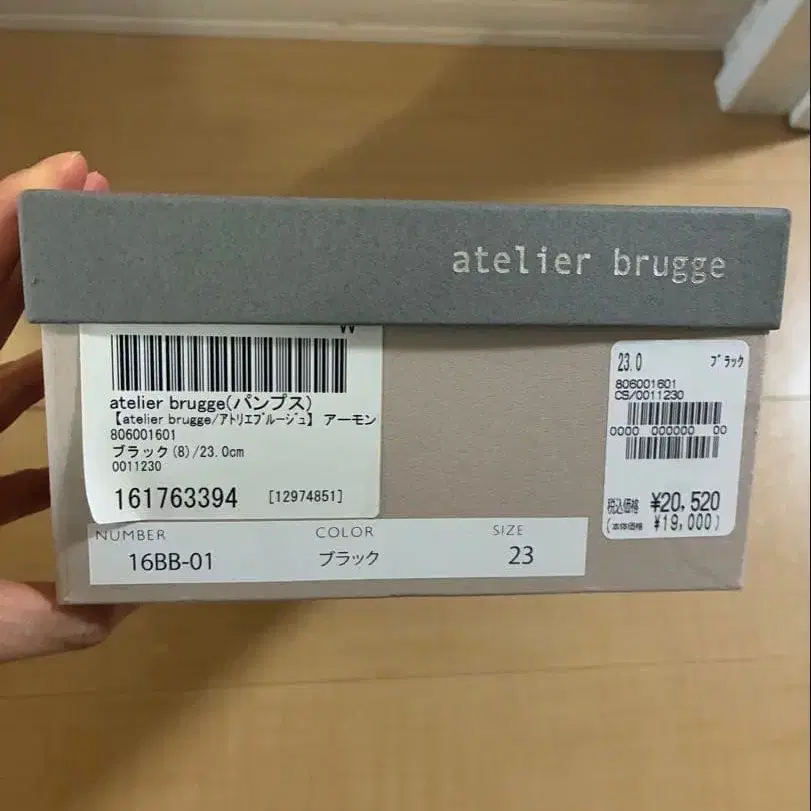 atelier brugge
W
atelier brugge(パンプス)
【atelier brugge/アトリエブルージュ】 アーモン
806001601
ブラック(8)/23.0cm
0011230
161763394 [12974851]
NUMBER COLOR SIZE
16BB-01 ブラック 23
23.0 ブラック
806001601
CS/0011230
0000 000000 00
税込価格 ¥20,520
(本体価格 ¥19,000)